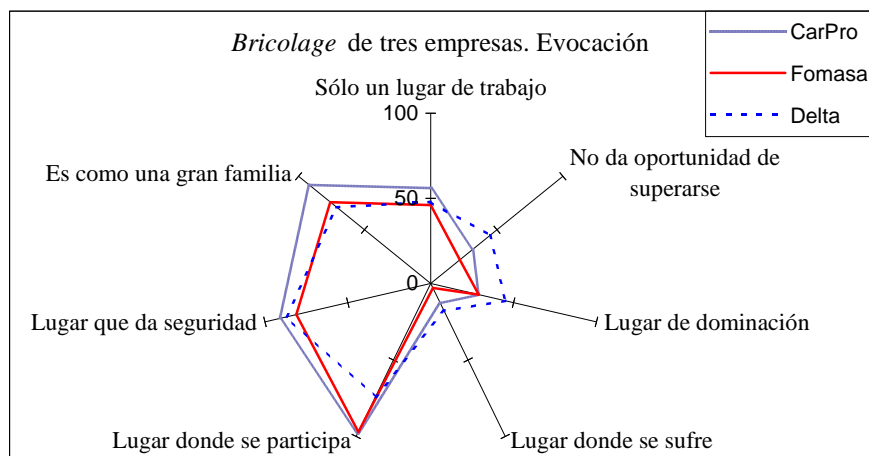 Bricolage de tres empresas. Evocación
CarPro
Fomasa
Delta
Sólo un lugar de trabajo
100
50
0
No da oportunidad de
superarse
Es como una gran familia
Lugar que da seguridad
Lugar de dominación
Lugar donde se participa
Lugar donde se sufre